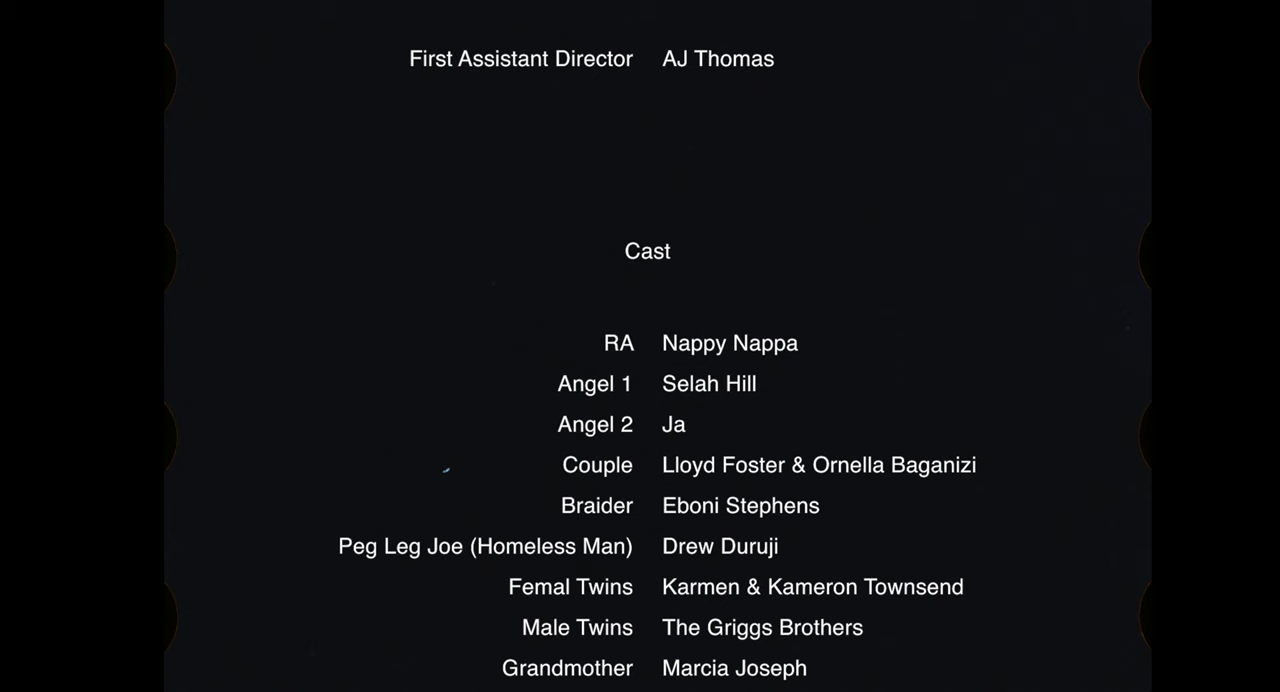 First Assistant Director AJ Thomas
Cast
RA Nappy Nappa
Angel 1 Selah Hill
Angel 2 Ja
Couple Lloyd Foster & Ornella Baganizi
Braider Eboni Stephens
Peg Leg Joe (Homeless Man) Drew Duruji
Femal Twins Karmen & Kameron Townsend
Male Twins The Griggs Brothers
Grandmother Marcia Joseph